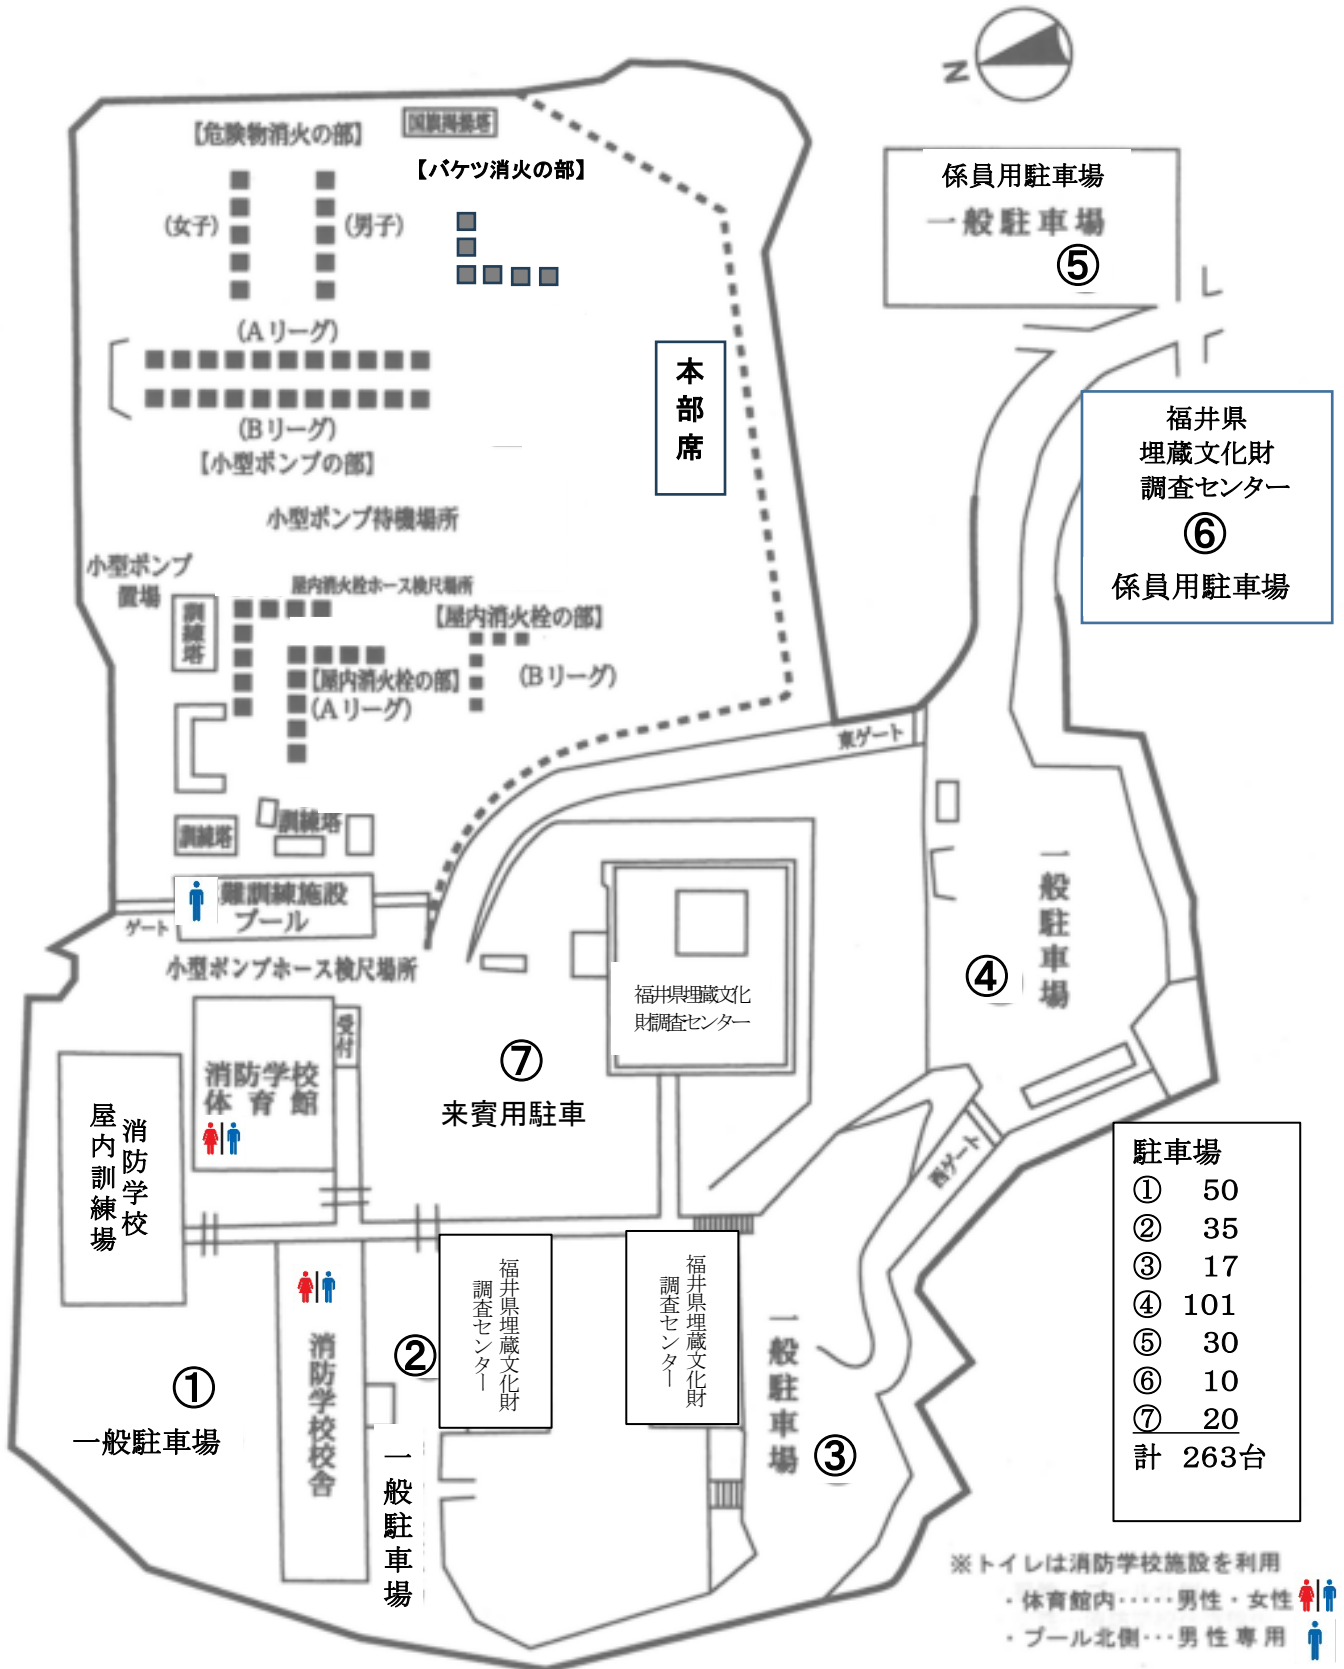 N
【危険物消火の部】
国旗掲揚塔
【バケツ消火の部】
(女子)
(男子)
(Aリーグ)
(Bリーグ)
【小型ポンプの部】
本部席
小型ポンプ待機場所
小型ポンプ
置場
屋内消火栓ホース検尺場所
訓練塔
【屋内消火栓の部】
(Bリーグ)
【屋内消火栓の部】
(Aリーグ)
訓練塔
訓練塔
難訓練施設
プール
ゲート
小型ポンプホース検尺場所
係員用駐車場
一般駐車場
⑤
福井県
埋蔵文化財
調査センター
⑥
係員用駐車場
東ゲート
一般駐車場
④
福井県埋蔵文化
財調査センター
受付
消防学校
体育館
⑦
来賓用駐車
消防学校
屋内訓練場
西ゲート
福井県埋蔵文化財
調査センター
福井県埋蔵文化財
調査センター
①
一般駐車場
消防学校校舎
②
一般駐車場
一般駐車場
③
駐車場
① 50
② 35
③ 17
④ 101
⑤ 30
⑥ 10
⑦ 20
計 263台
※トイレは消防学校施設を利用
・体育館内‥‥‥男性・女性
・プール北側‥‥男性専用